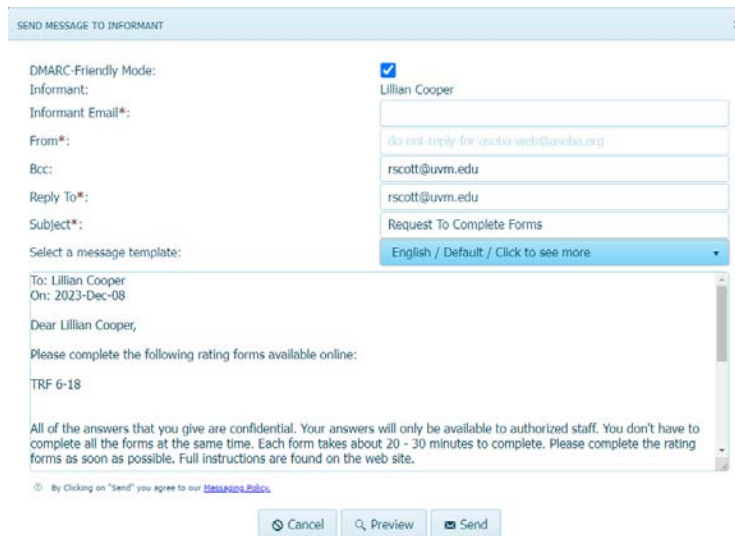 SEND MESSAGE TO INFORMANT
DMARC-Friendly Mode:
Informant: Lillian Cooper
Informant Email*:
From*: do-not-reply-for-aseba-web@aseba.org
Bcc: rscott@uvm.edu
Reply To*: rscott@uvm.edu
Subject*: Request To Complete Forms
Select a message template: English / Default / Click to see more
To: Lillian Cooper
On: 2023-Dec-08
Dear Lillian Cooper,
Please complete the following rating forms available online:
TRF 6-18
All of the answers that you give are confidential. Your answers will only be available to authorized staff. You don't have to
complete all the forms at the same time. Each form takes about 20 - 30 minutes to complete. Please complete the rating
forms as soon as possible. Full instructions are found on the web site.
By Clicking on "Send" you agree to our Messaging Policy.
Cancel Preview Send